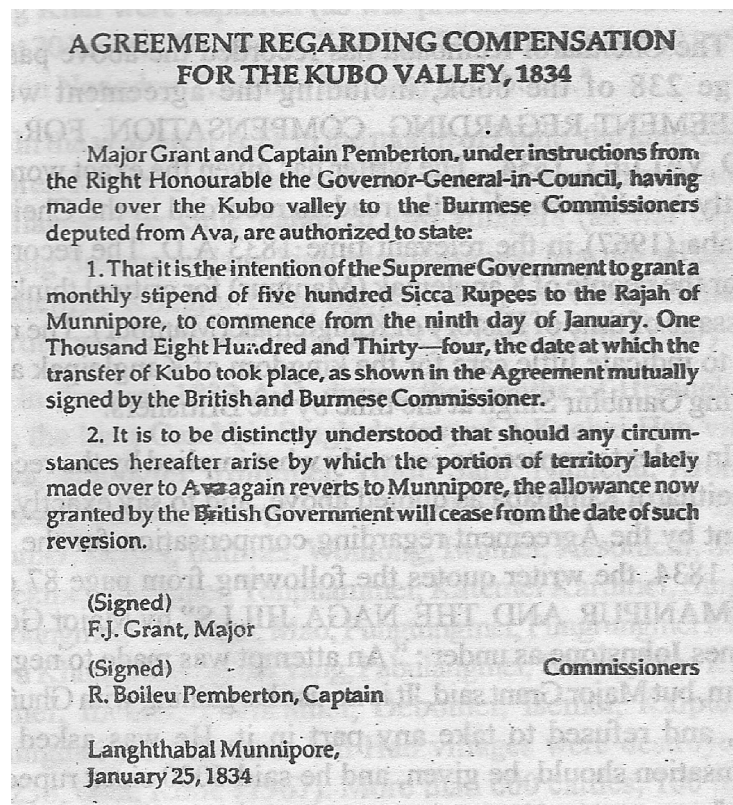 AGREEMENT REGARDING COMPENSATION
FOR THE KUBO VALLEY, 1834
Major Grant and Captain Pemberton, under instructions from
the Right Honourable the Governor-General-in-Council, having
made over the Kubo valley to the Burmese Commissioners
deputed from Ava, are authorized to state:
1. That it is the intention of the Supreme Government to grant a
monthly stipend of five hundred Sicca Rupees to the Rajah of
Munnipore, to commence from the ninth day of January. One
Thousand Eight Hundred and Thirty—four, the date at which the
transfer of Kubo took place, as shown in the Agreement mutually
signed by the British and Burmese Commissioner.
2. It is to be distinctly understood that should any circum-
stances hereafter arise by which the portion of territory lately
made over to Ava again reverts to Munnipore, the allowance now
granted by the British Government will cease from the date of such
reversion.
(Signed)
F.J. Grant, Major
(Signed)
Commissioners
R. Boileu Pemberton, Captain
Langhthabal Munnipore,
January 25, 1834